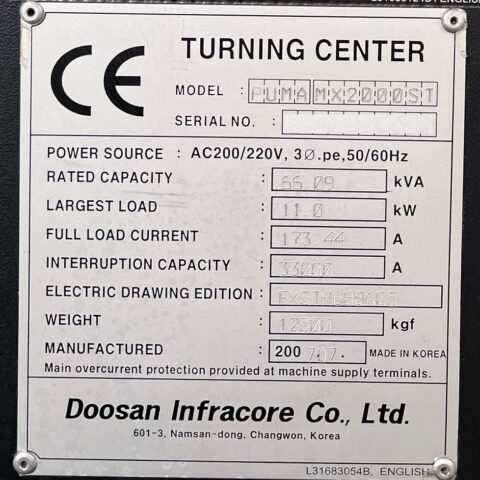 CE
TURNING CENTER
MODEL : PUMA MX2000ST
SERIAL NO. :
POWER SOURCE : AC200/220V, 3Ø.pe,50/60Hz
RATED CAPACITY : 66.09 kVA
LARGEST LOAD : 11.0 kW
FULL LOAD CURRENT : 173.44 A
INTERRUPTION CAPACITY : 33000 A
ELECTRIC DRAWING EDITION :
WEIGHT : 12500 kgf
MANUFACTURED : 200 7.07. MADE IN KOREA
Main overcurrent protection provided at machine supply terminals.
Doosan Infracore Co., Ltd.
601-3, Namsan-dong, Changwon, Korea
L31683054B, ENGLISH